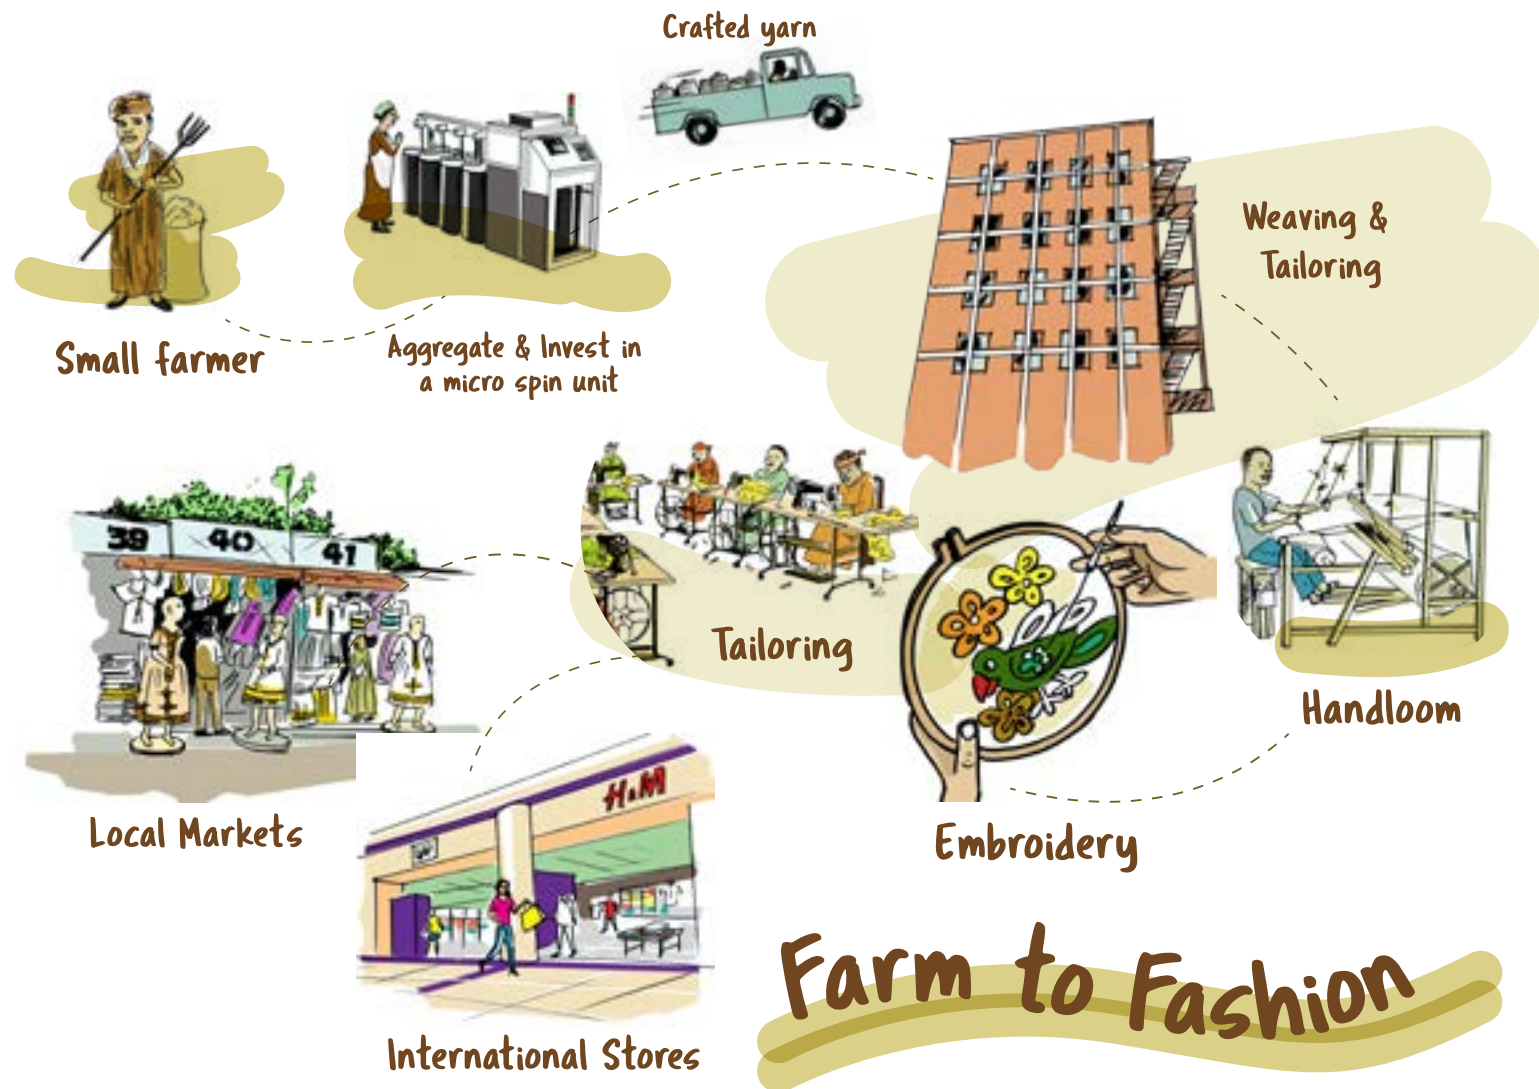 Crafted yarn
Small farmer
Aggregate & Invest in
a micro spin unit
Weaving &
Tailoring
Handloom
Embroidery
Tailoring
39 40 41
Local Markets
H&M
International Stores
Farm to Fashion